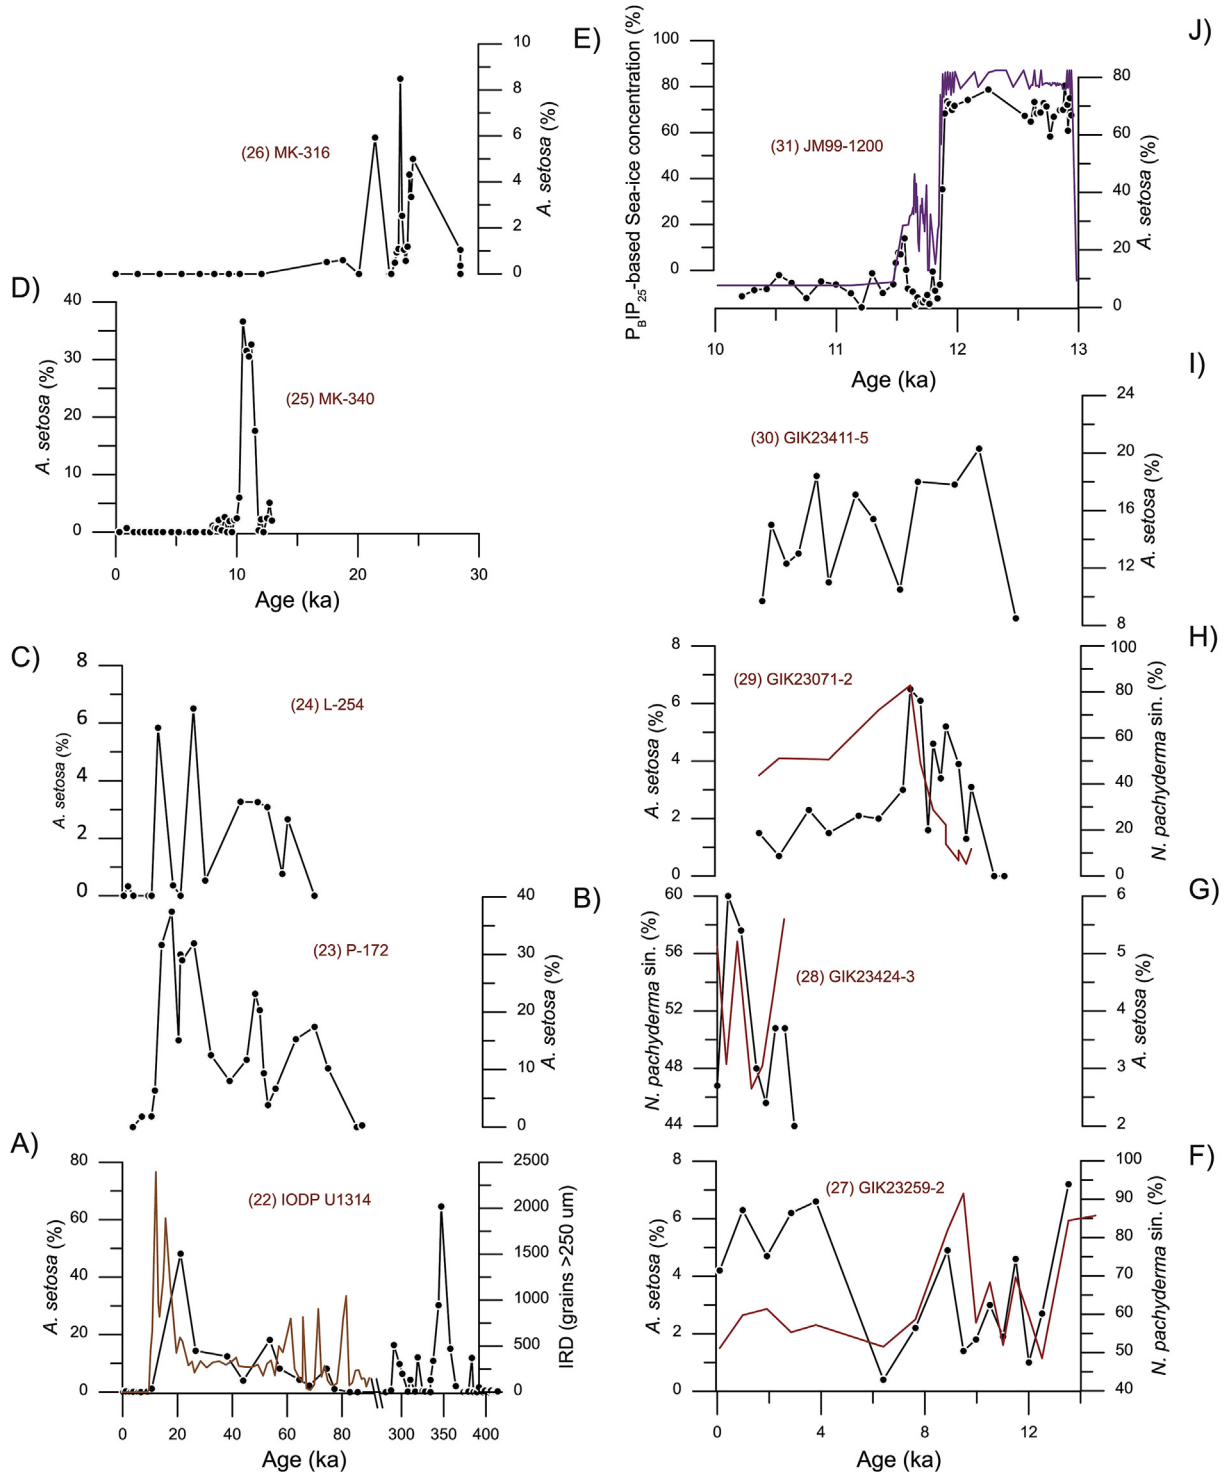 E)
10
8
6
4
2
0
A. setosa (%)
(26) MK-316
D)
40
30
20
10
0
A. setosa (%)
(25) MK-340
0
10
20
30
Age (ka)
C)
8
6
4
2
0
A. setosa (%)
(24) L-254
B)
40
30
20
10
0
A. setosa (%)
(23) P-172
A)
80
60
40
20
0
A. setosa (%)
(22) IODP U1314
2500
2000
1500
1000
500
0
IRD (grains >250 um)
0
20
40
60
80
300
350
400
Age (ka)
J)
100
80
60
40
20
0
PBIP25-based Sea-ice concentration (%)
(31) JM99-1200
80
60
40
20
0
A. setosa (%)
10
11
12
13
Age (ka)
I)
24
20
16
12
8
A. setosa (%)
(30) GIK23411-5
H)
8
6
4
2
0
A. setosa (%)
(29) GIK23071-2
100
80
60
40
20
0
N. pachyderma sin. (%)
G)
60
56
52
48
44
N. pachyderma sin. (%)
(28) GIK23424-3
6
5
4
3
2
A. setosa (%)
F)
8
6
4
2
0
A. setosa (%)
(27) GIK23259-2
100
90
80
70
60
50
40
N. pachyderma sin. (%)
0
4
8
12
Age (ka)